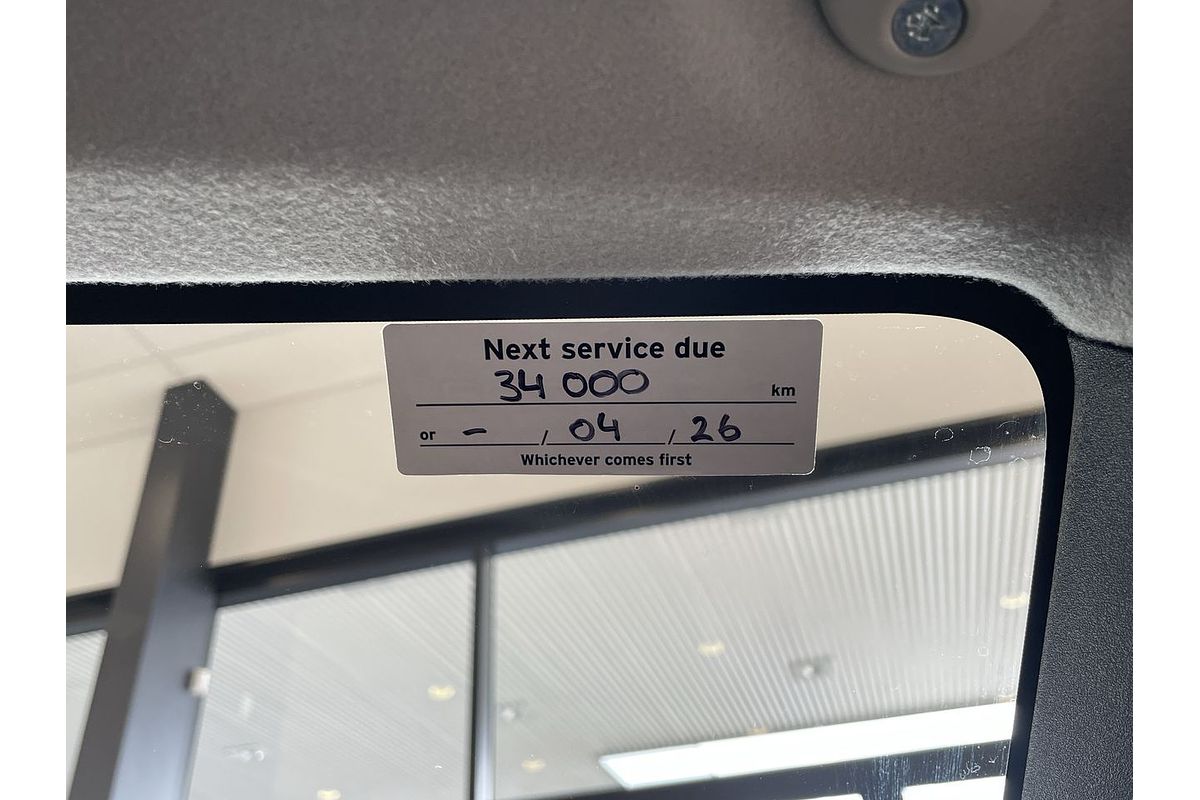 Next service due
34 000 km
or - / 04 / 26
Whichever comes first